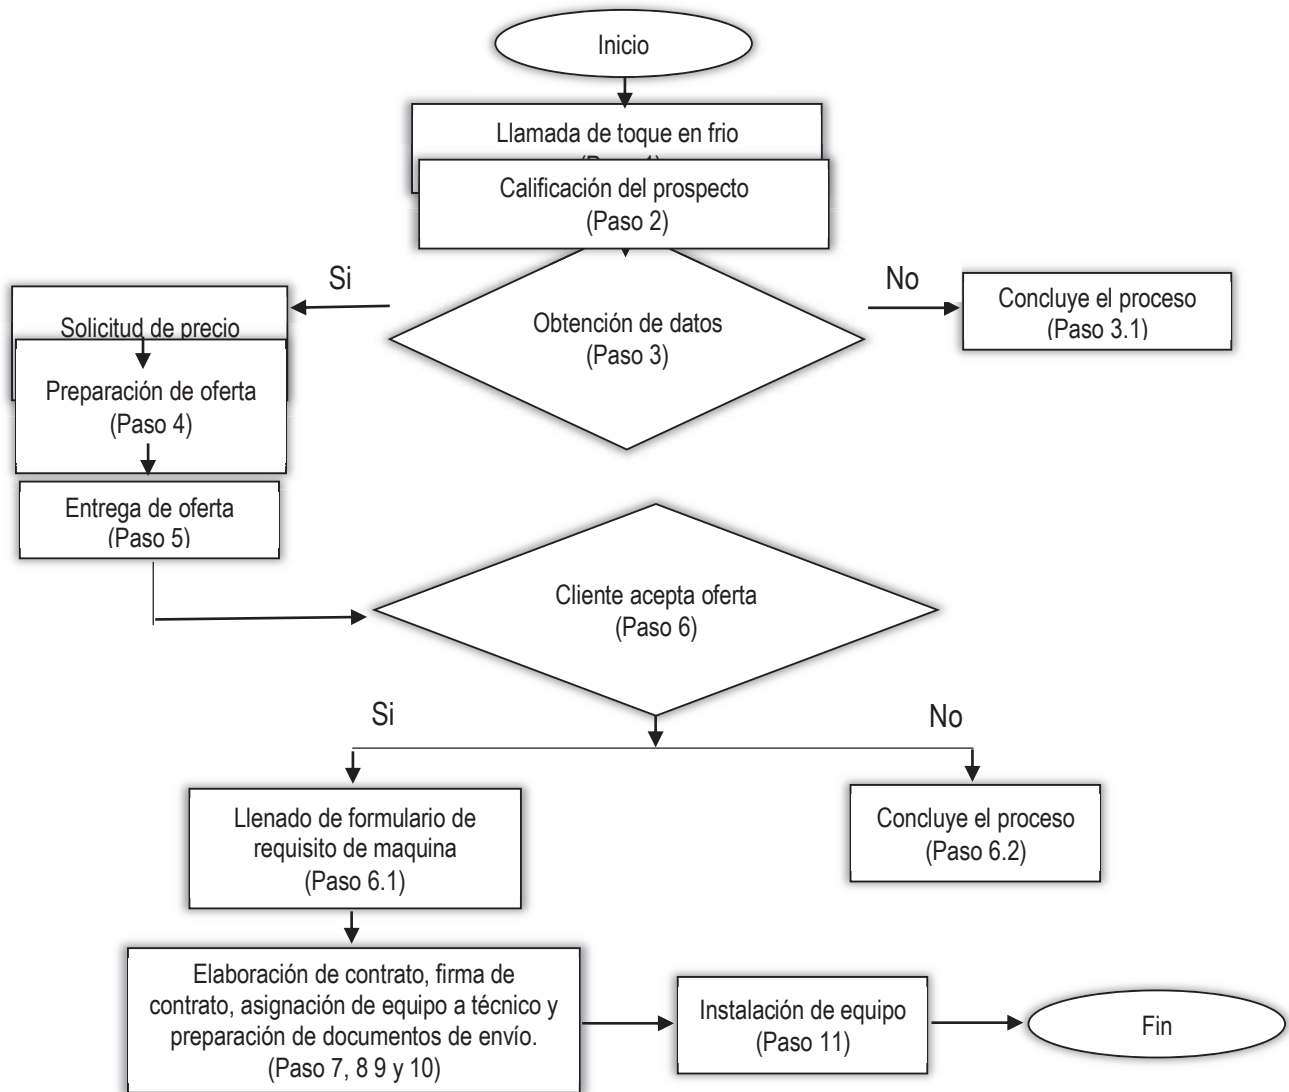 Inicio
Llamada de toque en frio
Calificación del prospecto
(Paso 2)
Si
No
Solicitud de precio
Obtención de datos
(Paso 3)
Concluye el proceso
(Paso 3.1)
Preparación de oferta
(Paso 4)
Entrega de oferta
(Paso 5)
Cliente acepta oferta
(Paso 6)
Si
No
Llenado de formulario de
requisito de maquina
(Paso 6.1)
Concluye el proceso
(Paso 6.2)
Elaboración de contrato, firma de
contrato, asignación de equipo a técnico y
preparación de documentos de envío.
(Paso 7, 8 9 y 10)
Instalación de equipo
(Paso 11)
Fin